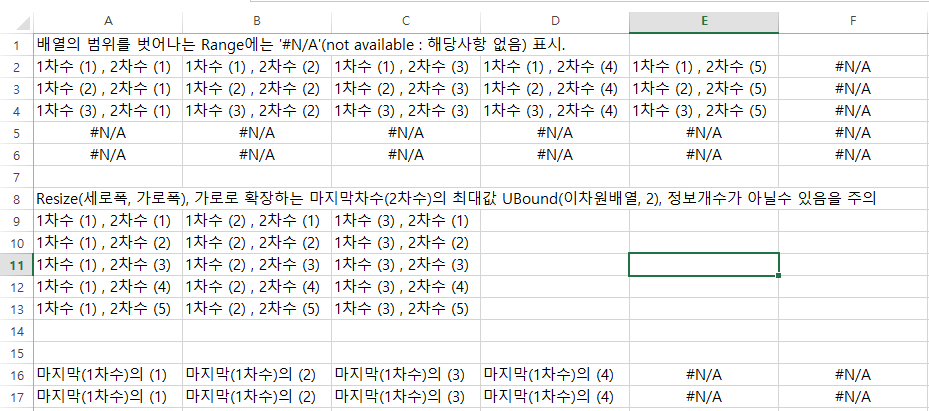 A B C D E F
1 배열의 범위를 벗어나는 Range에는 '#N/A'(not available : 해당사항 없음) 표시.
2 1차수 (1) , 2차수 (1) 1차수 (1) , 2차수 (2) 1차수 (1) , 2차수 (3) 1차수 (1) , 2차수 (4) 1차수 (1) , 2차수 (5) #N/A
3 1차수 (2) , 2차수 (1) 1차수 (2) , 2차수 (2) 1차수 (2) , 2차수 (3) 1차수 (2) , 2차수 (4) 1차수 (2) , 2차수 (5) #N/A
4 1차수 (3) , 2차수 (1) 1차수 (3) , 2차수 (2) 1차수 (3) , 2차수 (3) 1차수 (3) , 2차수 (4) 1차수 (3) , 2차수 (5) #N/A
5 #N/A #N/A #N/A #N/A #N/A #N/A
6 #N/A #N/A #N/A #N/A #N/A #N/A
7
8 Resize(세로폭, 가로폭), 가로로 확장하는 마지막차수(2차수)의 최대값 UBound(이차원배열, 2), 정보개수가 아닐수 있음을 주의
9 1차수 (1) , 2차수 (1) 1차수 (2) , 2차수 (1) 1차수 (3) , 2차수 (1)
10 1차수 (1) , 2차수 (2) 1차수 (2) , 2차수 (2) 1차수 (3) , 2차수 (2)
11 1차수 (1) , 2차수 (3) 1차수 (2) , 2차수 (3) 1차수 (3) , 2차수 (3)
12 1차수 (1) , 2차수 (4) 1차수 (2) , 2차수 (4) 1차수 (3) , 2차수 (4)
13 1차수 (1) , 2차수 (5) 1차수 (2) , 2차수 (5) 1차수 (3) , 2차수 (5)
14
15
16 마지막(1차수)의 (1) 마지막(1차수)의 (2) 마지막(1차수)의 (3) 마지막(1차수)의 (4) #N/A #N/A
17 마지막(1차수)의 (1) 마지막(1차수)의 (2) 마지막(1차수)의 (3) 마지막(1차수)의 (4) #N/A #N/A